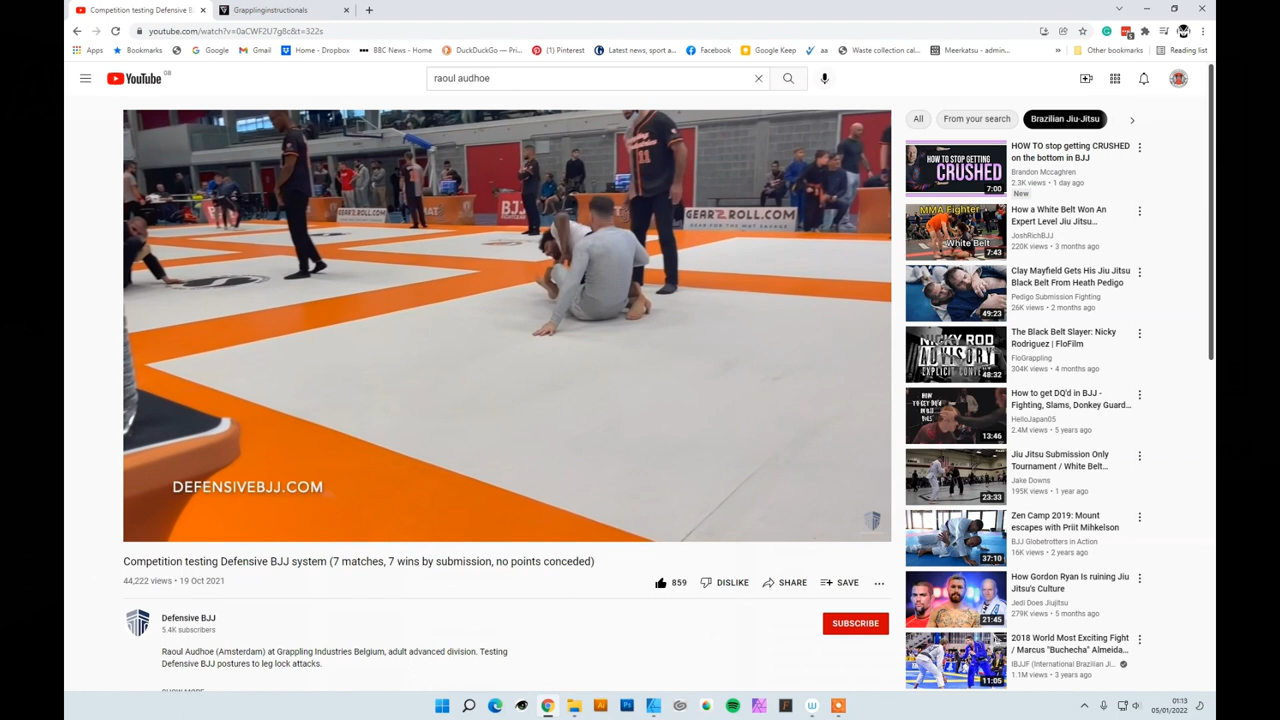 Competition testing Defensive B
Grapplinginstructionals
youtube.com/watch?v=0aCWF2U7g8c&t=322s
Apps
Bookmarks
Google
Gmail
Home - Dropbox
BBC News - Home
DuckDuckGo — Pri...
(1) Pinterest
Latest news, sport a...
Facebook
Google Keep
aa
Waste collection cal...
Meerkatsu - admin...
»
Other bookmarks
Reading list
YouTube GB
raoul audhoe
11
GEARZROLL.COM
GEARZROLL.COM
DEFENSIVEBJJ.COM
Competition testing Defensive BJJ system (7 matches, 7 wins by submission, no points conceded)
44,222 views • 19 Oct 2021
859
DISLIKE
SHARE
SAVE
Defensive BJJ
5.4K subscribers
SUBSCRIBE
Raoul Audhoe (Amsterdam) at Grappling Industries Belgium, adult advanced division. Testing
Defensive BJJ postures to leg lock attacks.
SHOW MORE
All
From your search
Brazilian Jiu-Jitsu
HOW TO STOP GETTING
CRUSHED
7:00
HOW TO stop getting CRUSHED
on the bottom in BJJ
Brandon Mccaghren
2.3K views • 1 day ago
New
MMA Fighter
White Belt
7:43
How a White Belt Won An
Expert Level Jiu Jitsu...
JoshRichBJJ
220K views • 3 months ago
49:23
Clay Mayfield Gets His Jiu Jitsu
Black Belt From Heath Pedigo
Pedigo Submission Fighting
26K views • 2 months ago
NICKY ROD
ADVISORY
EXPLICIT CONTENT
48:32
The Black Belt Slayer: Nicky
Rodriguez | FloFilm
FloGrappling
304K views • 4 months ago
HOW
TO GET DQ'd
IN BJJ
13:46
How to get DQ'd in BJJ -
Fighting, Slams, Donkey Guard...
HelloJapan05
2.4M views • 5 years ago
23:33
Jiu Jitsu Submission Only
Tournament / White Belt...
Jake Downs
195K views • 1 year ago
37:10
Zen Camp 2019: Mount
escapes with Priit Mihkelson
BJJ Globetrotters in Action
16K views • 2 years ago
21:45
How Gordon Ryan Is ruining Jiu
Jitsu's Culture
Jedi Does Jiujitsu
279K views • 5 months ago
11:05
2018 World Most Exciting Fight
/ Marcus "Buchecha" Almeida...
IBJJF (International Brazilian Ji...
1.1M views • 3 years ago
01:13
05/01/2022